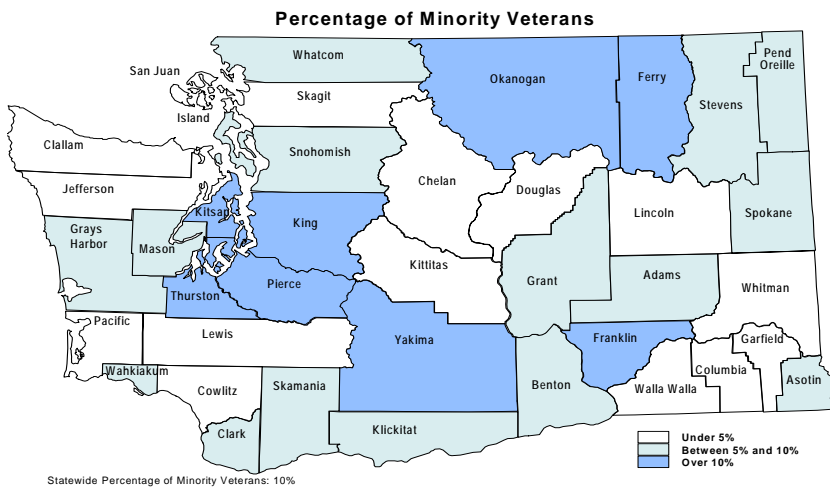 Percentage of Minority Veterans
Whatcom
Pend
Oreille
San Juan
Okanogan
Ferry
Skagit
Stevens
Island
Clallam
Snohomish
Chelan
Douglas
Jefferson
Kitsap
King
Lincoln
Spokane
Grays
Harbor
Mason
Kittitas
Grant
Adams
Whitman
Thurston
Pierce
Pacific
Lewis
Yakima
Franklin
Garfield
Wahkiakum
Cowlitz
Skamania
Benton
Walla Walla
Columbia
Asotin
Clark
Klickitat
Under 5%
Between 5% and 10%
Over 10%
Statewide Percentage of Minority Veterans: 10%